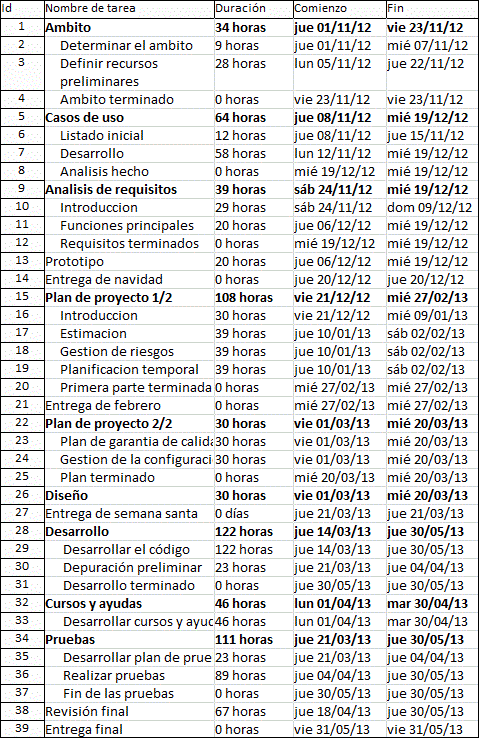 Id Nombre de tarea Duración Comienzo Fin
1 Ambito 34 horas jue 01/11/12 vie 23/11/12
2 Determinar el ambito 9 horas jue 01/11/12 mié 07/11/12
3 Definir recursos 28 horas lun 05/11/12 jue 22/11/12
preliminares
4 Ambito terminado 0 horas vie 23/11/12 vie 23/11/12
5 Casos de uso 64 horas jue 08/11/12 mié 19/12/12
6 Listado inicial 12 horas jue 08/11/12 jue 15/11/12
7 Desarrollo 58 horas lun 12/11/12 mié 19/12/12
8 Analisis hecho 0 horas mié 19/12/12 mié 19/12/12
9 Analisis de requisitos 39 horas sáb 24/11/12 mié 19/12/12
10 Introduccion 29 horas sáb 24/11/12 dom 09/12/12
11 Funciones principales 20 horas jue 06/12/12 mié 19/12/12
12 Requisitos terminados 0 horas mié 19/12/12 mié 19/12/12
13 Prototipo 20 horas jue 06/12/12 mié 19/12/12
14 Entrega de navidad 0 horas jue 20/12/12 jue 20/12/12
15 Plan de proyecto 1/2 108 horas vie 21/12/12 mié 27/02/13
16 Introduccion 30 horas vie 21/12/12 mié 09/01/13
17 Estimacion 39 horas jue 10/01/13 sáb 02/02/13
18 Gestion de riesgos 39 horas jue 10/01/13 sáb 02/02/13
19 Planificacion temporal 39 horas jue 10/01/13 sáb 02/02/13
20 Primera parte terminada 0 horas mié 27/02/13 mié 27/02/13
21 Entrega de febrero 0 horas mié 27/02/13 mié 27/02/13
22 Plan de proyecto 2/2 30 horas vie 01/03/13 mié 20/03/13
23 Plan de garantia de calida 30 horas vie 01/03/13 mié 20/03/13
24 Gestion de la configuraci 30 horas vie 01/03/13 mié 20/03/13
25 Plan terminado 0 horas mié 20/03/13 mié 20/03/13
26 Diseño 30 horas vie 01/03/13 mié 20/03/13
27 Entrega de semana santa 0 días jue 21/03/13 jue 21/03/13
28 Desarrollo 122 horas jue 14/03/13 jue 30/05/13
29 Desarrollar el código 122 horas jue 14/03/13 jue 30/05/13
30 Depuración preliminar 23 horas jue 21/03/13 jue 04/04/13
31 Desarrollo terminado 0 horas jue 30/05/13 jue 30/05/13
32 Cursos y ayudas 46 horas lun 01/04/13 mar 30/04/13
33 Desarrollar cursos y ayuc 46 horas lun 01/04/13 mar 30/04/13
34 Pruebas 111 horas jue 21/03/13 jue 30/05/13
35 Desarrollar plan de prue 23 horas jue 21/03/13 jue 04/04/13
36 Realizar pruebas 89 horas jue 04/04/13 jue 30/05/13
37 Fin de las pruebas 0 horas jue 30/05/13 jue 30/05/13
38 Revisión final 67 horas jue 18/04/13 jue 30/05/13
39 Entrega final 0 horas vie 31/05/13 vie 31/05/13